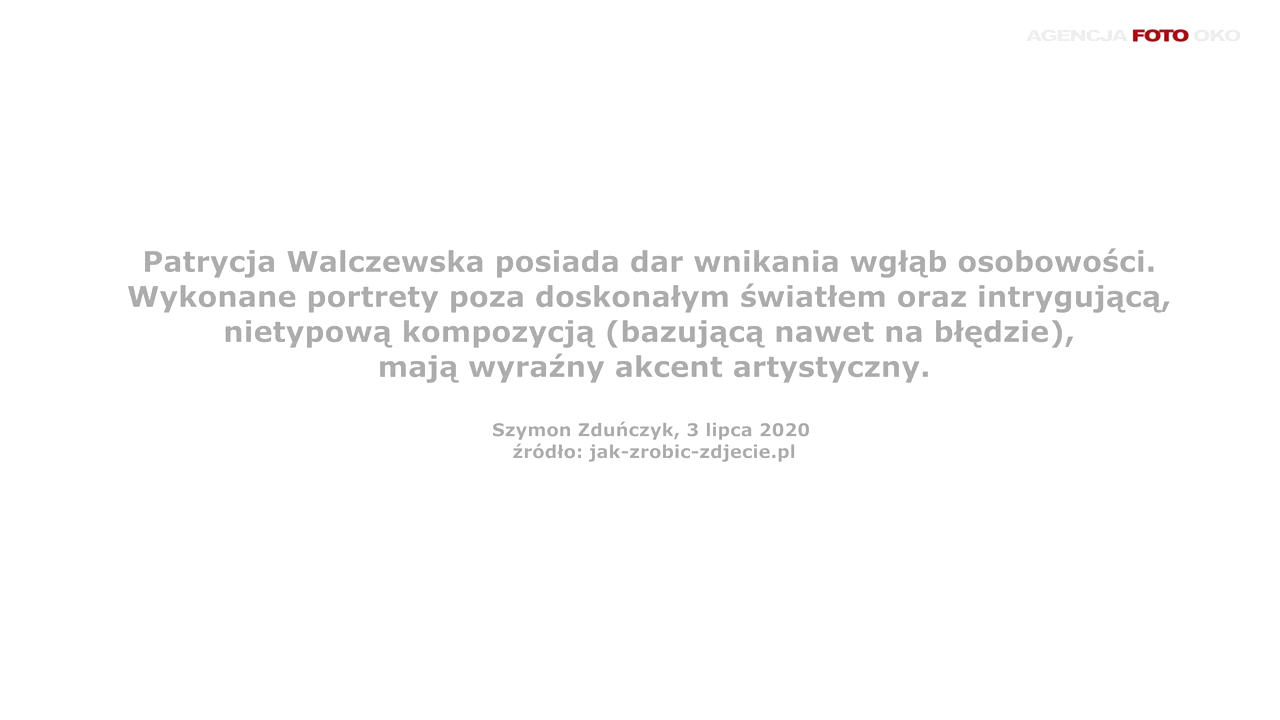 AGENCJA FOTO OKO
Patrycja Walczewska posiada dar wnikania wgłąb osobowości.
Wykonane portrety poza doskonałym światłem oraz intrygującą,
nietypową kompozycją (bazującą nawet na błędzie),
mają wyraźny akcent artystyczny.
Szymon Zduńczyk, 3 lipca 2020
źródło: jak-zrobic-zdjecie.pl